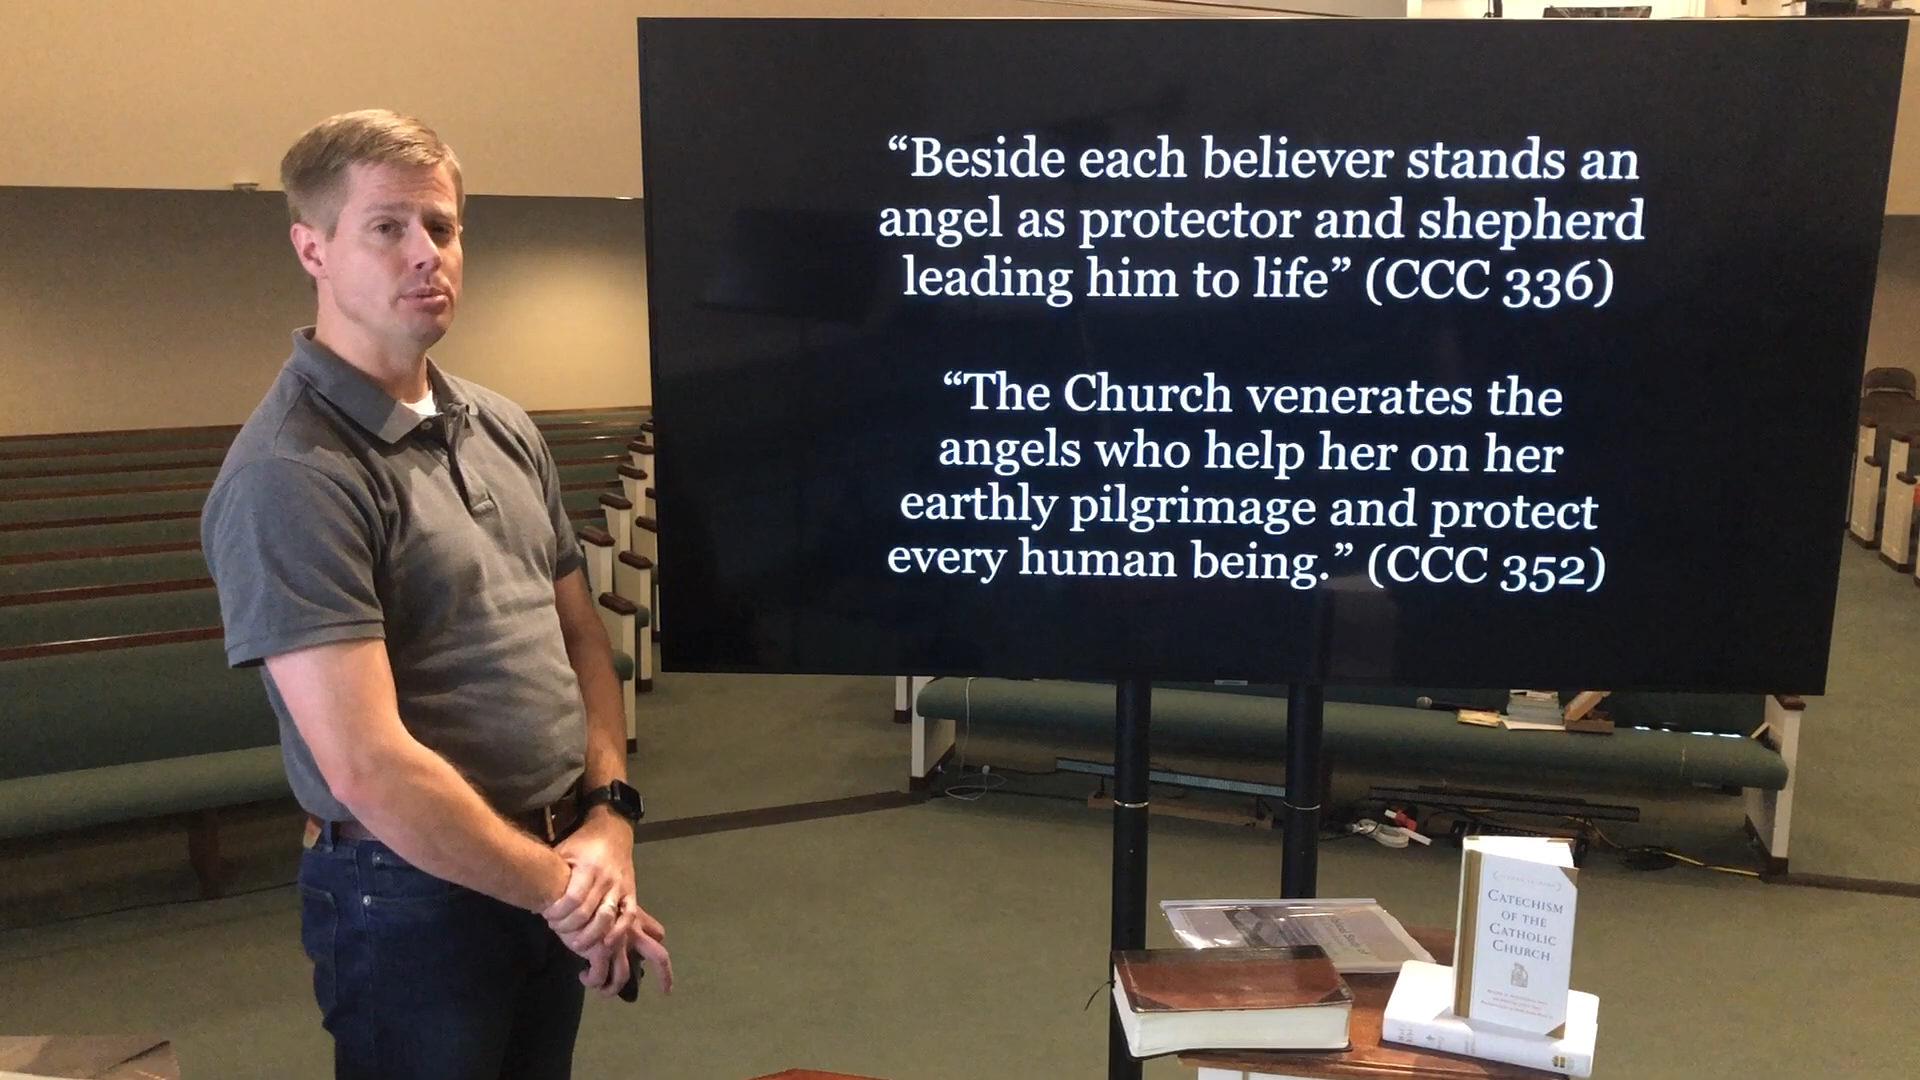 “Beside each believer stands an
angel as protector and shepherd
leading him to life” (CCC 336)
“The Church venerates the
angels who help her on her
earthly pilgrimage and protect
every human being.” (CCC 352)
CATECHISM
OF THE
CATHOLIC
CHURCH